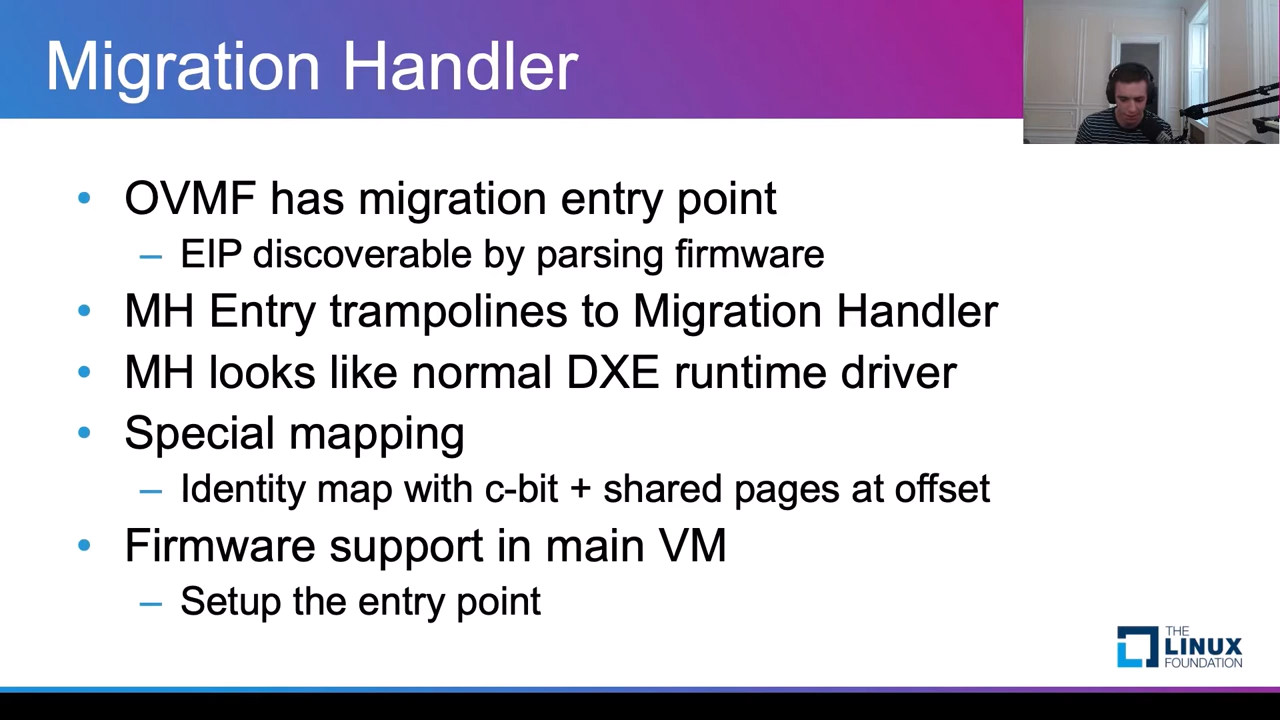 Migration Handler
• OVMF has migration entry point
– EIP discoverable by parsing firmware
• MH Entry trampolines to Migration Handler
• MH looks like normal DXE runtime driver
• Special mapping
– Identity map with c-bit + shared pages at offset
• Firmware support in main VM
– Setup the entry point
THE
LINUX
FOUNDATION